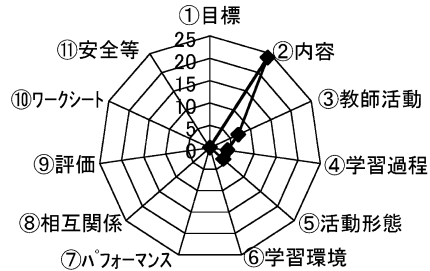 ①目標
25
20
15
10
5
0
②内容
③教師活動
④学習過程
⑤活動形態
⑥学習環境
⑦ﾊﾟﾌｫｰﾏﾝｽ
⑧相互関係
⑨評価
⑩ﾜｰｸｼｰﾄ
⑪安全等